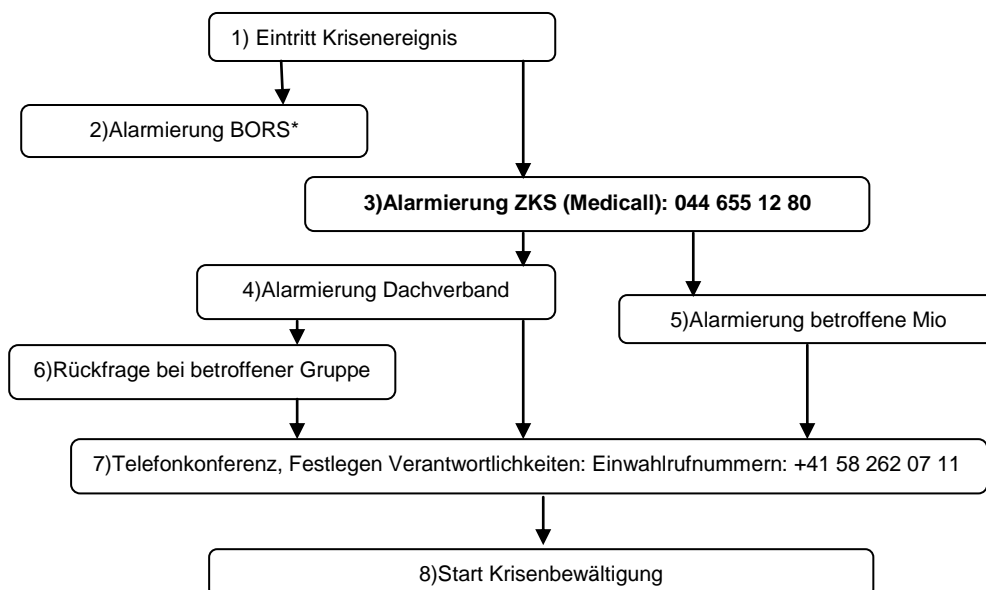 1) Eintritt Krisenereignis
2)Alarmierung BORS*
3)Alarmierung ZKS (Medicall): 044 655 12 80
4)Alarmierung Dachverband
5)Alarmierung betroffene Mio
6)Rückfrage bei betroffener Gruppe
7)Telefonkonferenz, Festlegen Verantwortlichkeiten: Einwahlrufnummern: +41 58 262 07 11
8)Start Krisenbewältigung